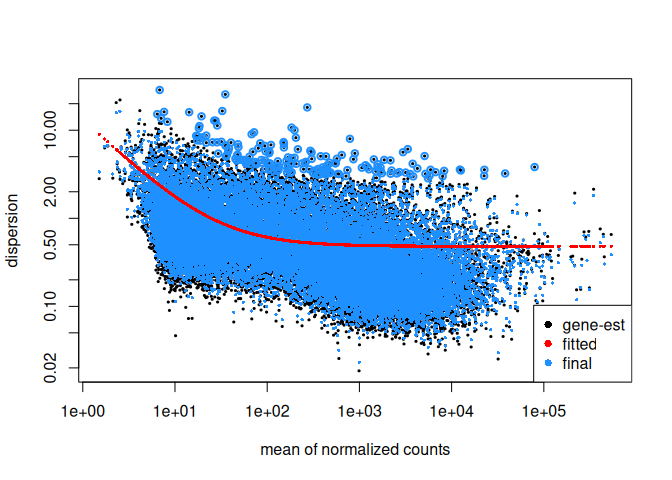 dispersion
10.00
2.00
0.50
0.10
0.02
gene-est
fitted
final
1e+00 1e+01 1e+02 1e+03 1e+04 1e+05
mean of normalized counts